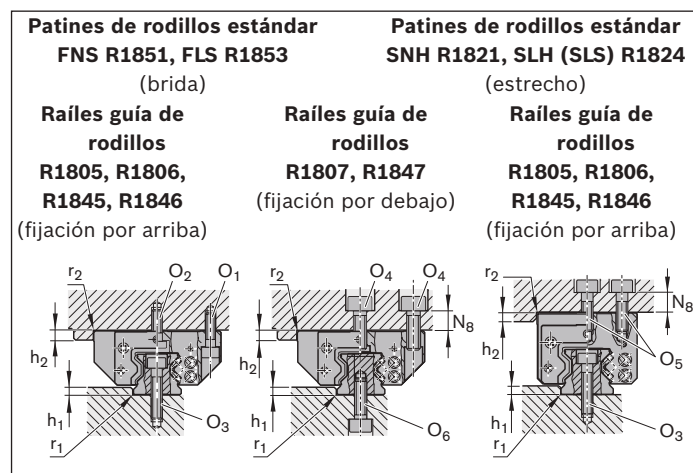 Patines de rodillos estándar
FNS R1851, FLS R1853
(brida)
Patines de rodillos estándar
SNH R1821, SLH (SLS) R1824
(estrecho)
Raíles guía de
rodillos
R1805, R1806,
R1845, R1846
(fijación por arriba)
Raíles guía de
rodillos
R1807, R1847
(fijación por debajo)
Raíles guía de
rodillos
R1805, R1806,
R1845, R1846
(fijación por arriba)
r2 O2 O1
h2
h1
r1 O3
r2 O4 O4
N8
h2
h1
r1 O6
r2
N8
h2
O5
h1
r1 O3